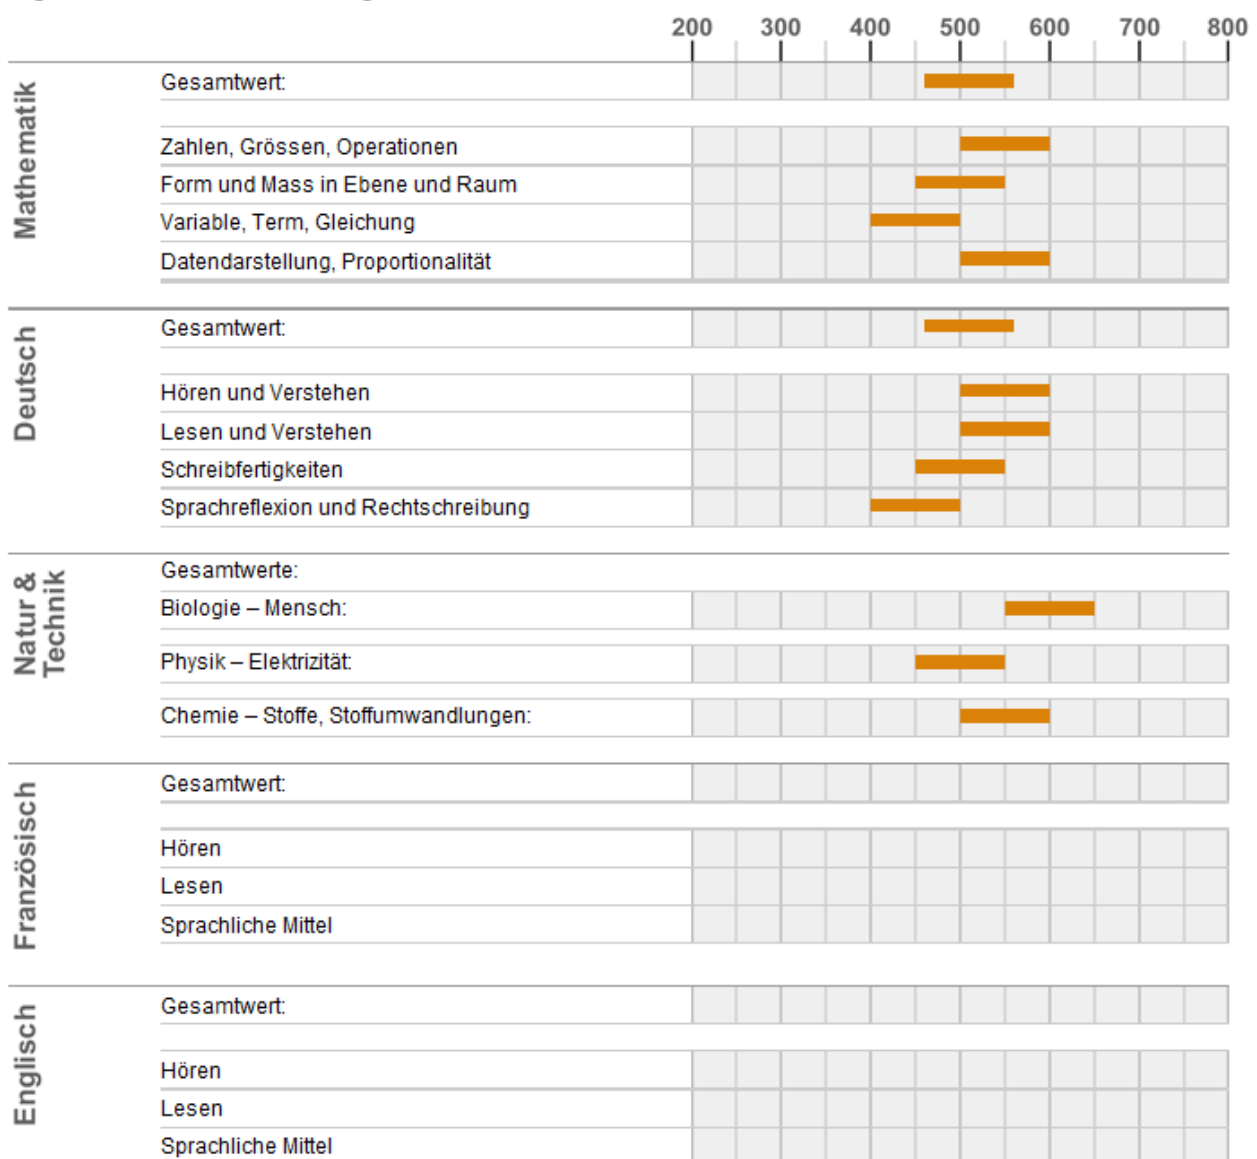 200 300 400 500 600 700 800
Mathematik
Gesamtwert:
Zahlen, Grössen, Operationen
Form und Mass in Ebene und Raum
Variable, Term, Gleichung
Datendarstellung, Proportionalität
Deutsch
Gesamtwert:
Hören und Verstehen
Lesen und Verstehen
Schreibfertigkeiten
Sprachreflexion und Rechtschreibung
Natur &
Technik
Gesamtwerte:
Biologie – Mensch:
Physik – Elektrizität:
Chemie – Stoffe, Stoffumwandlungen:
Französisch
Gesamtwert:
Hören
Lesen
Sprachliche Mittel
Englisch
Gesamtwert:
Hören
Lesen
Sprachliche Mittel